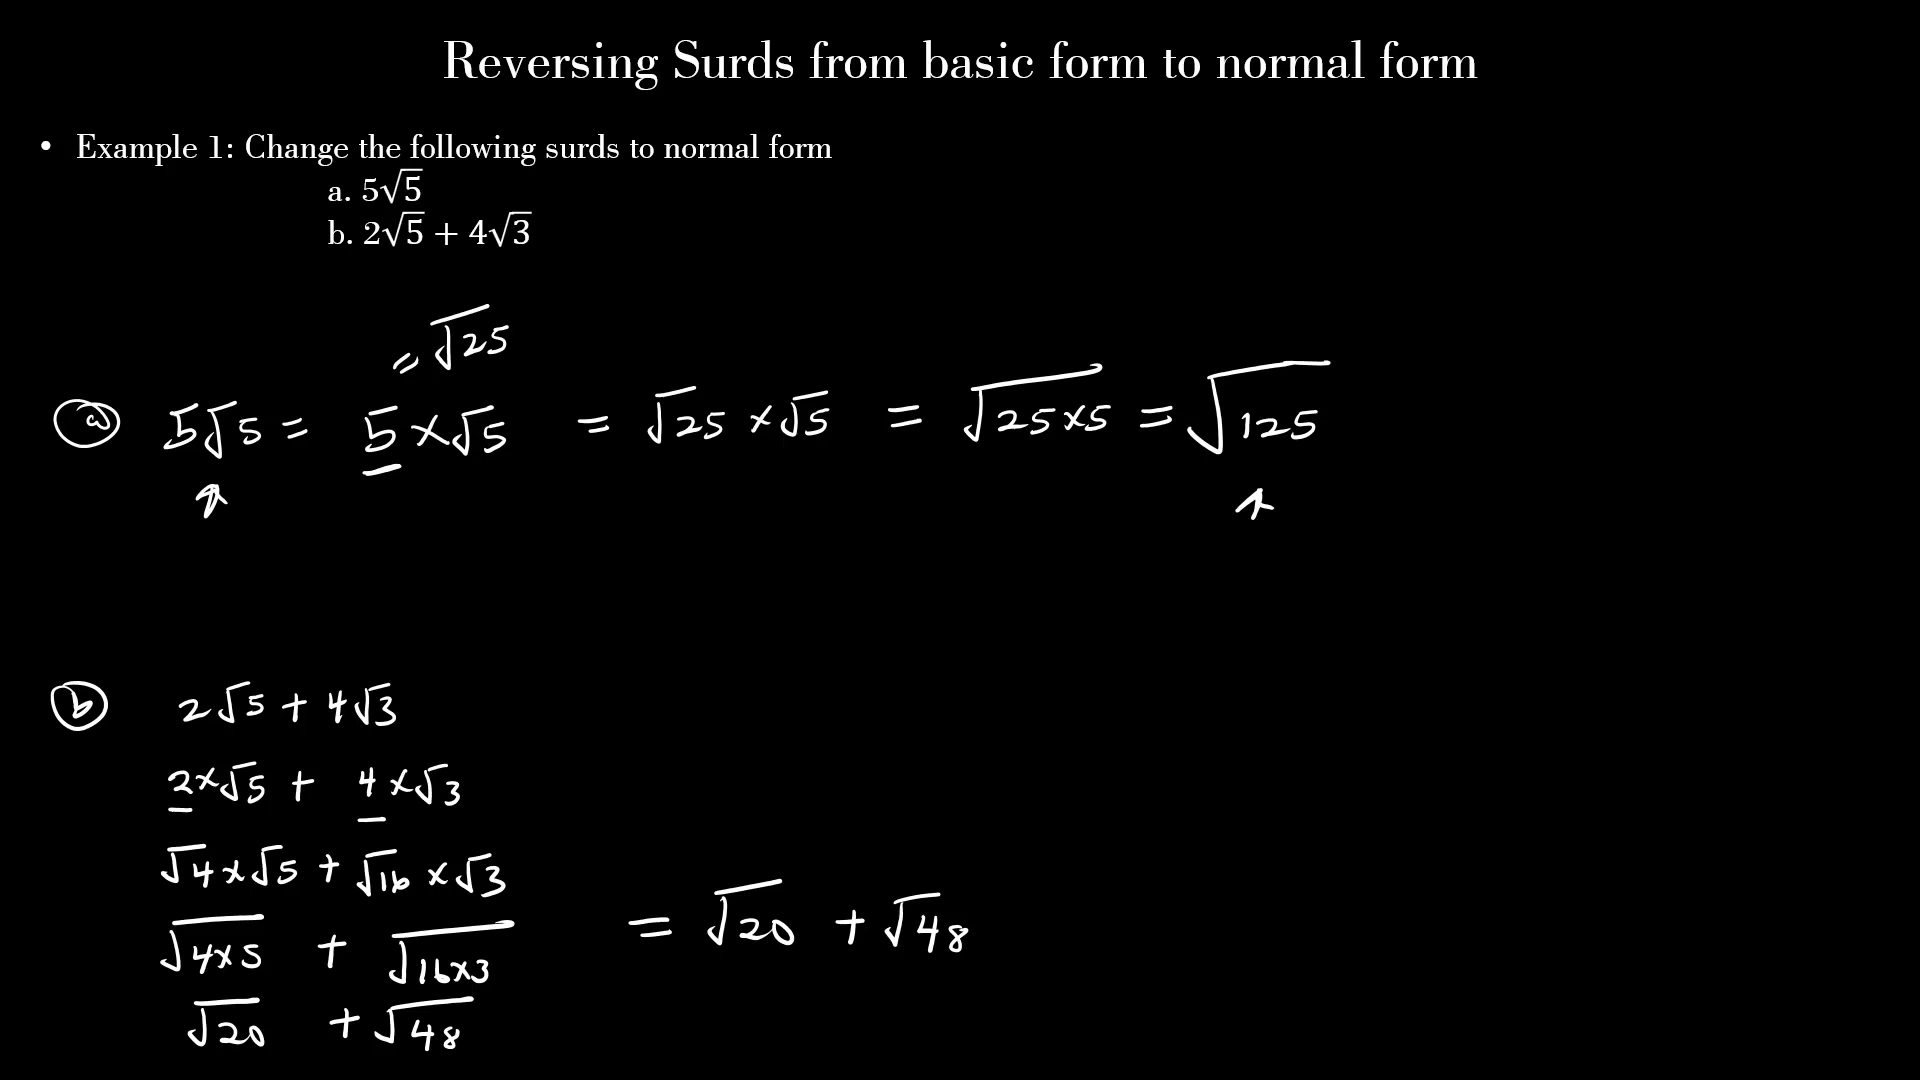 Reversing Surds from basic form to normal form
• Example 1: Change the following surds to normal form
a. 5√5
b. 2√5 + 4√3
= √25
(a) 5√5 = 5 × √5 = √25 × √5 = √25×5 = √125
(b) 2√5 + 4√3
2×√5 + 4×√3
√4×√5 + √16×√3
√4×5 + √16×3 = √20 + √48
√20 + √48